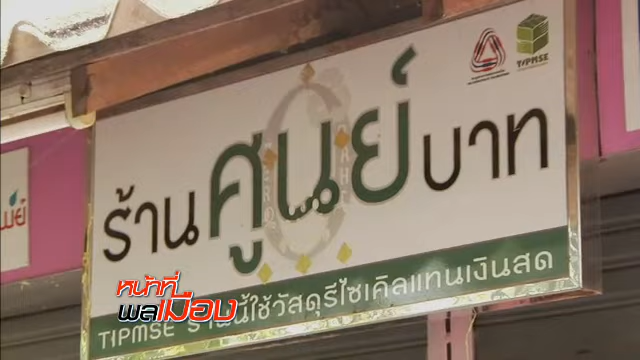 TIPMSE
ร้านศูนย์บาท
TIPMSE ร้านนี้ใช้วัสดุรีไซเคิลแทนเงินสด
หน้าที่
พลเมือง